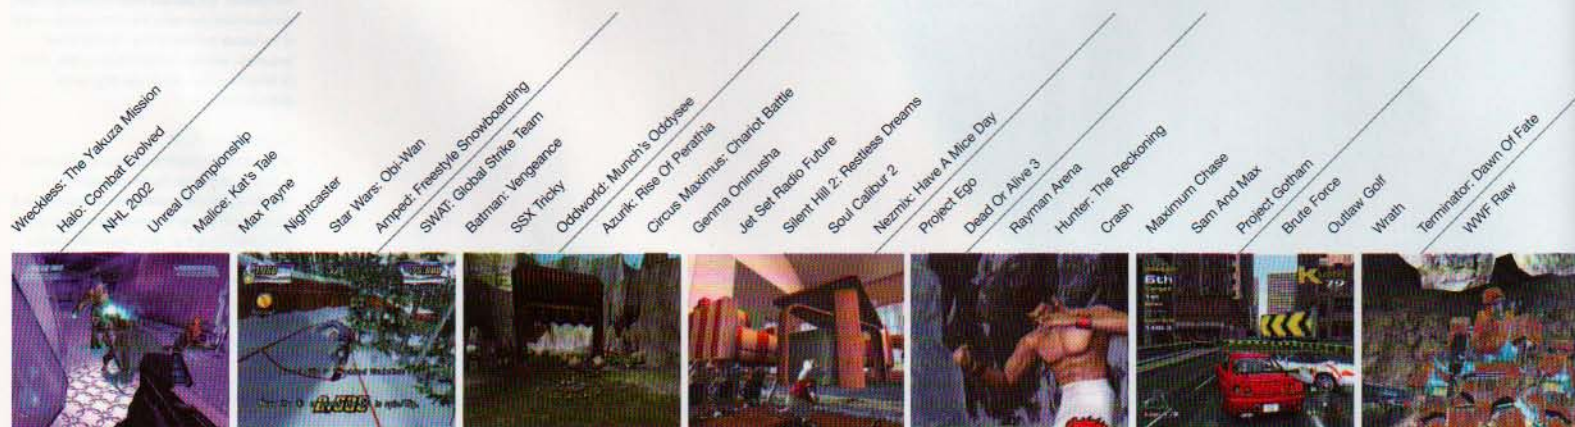 Wreckless: The Yakuza Mission
Halo: Combat Evolved
NHL 2002
Unreal Championship
Malice: Kat's Tale
Max Payne
Nightcaster
Star Wars: Obi-Wan
Amped: Freestyle Snowboarding
SWAT: Global Strike Team
Batman: Vengeance
SSX Tricky
Oddworld: Munch's Oddysee
Azurik: Rise Of Perathia
Circus Maximus: Chariot Battle
Genma Onimusha
Jet Set Radio Future
Silent Hill 2: Restless Dreams
Soul Calibur 2
Nezmix: Have A Mice Day
Project Ego
Dead Or Alive 3
Rayman Arena
Hunter: The Reckoning
Crash
Maximum Chase
Sam And Max
Project Gotham
Brute Force
Outlaw Golf
Wrath
Terminator: Dawn Of Fate
WWF Raw
6th